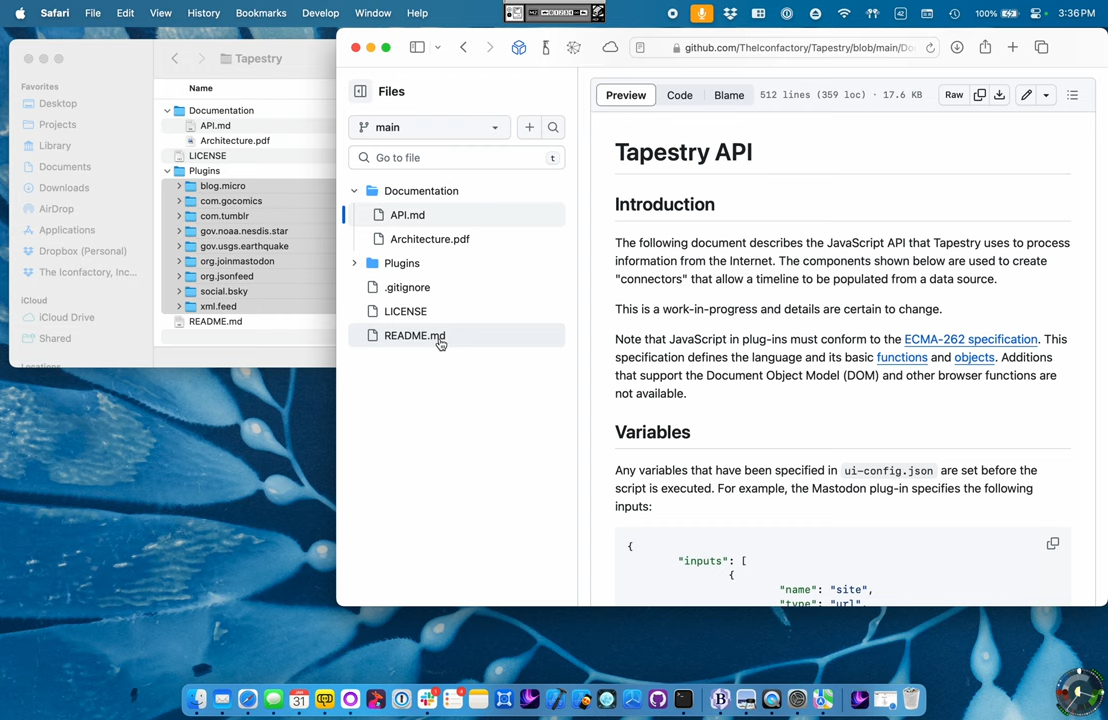 Safari File Edit View History Bookmarks Develop Window Help
42 100% 3:36 PM
Tapestry
Favorites
Desktop
Projects
Library
Documents
Downloads
AirDrop
Applications
Dropbox (Personal)
The Iconfactory, Inc...
iCloud
iCloud Drive
Shared
Locations
Name
Documentation
API.md
Architecture.pdf
LICENSE
Plugins
blog.micro
com.gocomics
com.tumblr
gov.noaa.nesdis.star
gov.usgs.earthquake
org.joinmastodon
org.jsonfeed
social.bsky
xml.feed
README.md
github.com/TheIconfactory/Tapestry/blob/main/Do
Files
main
Go to file t
Documentation
API.md
Architecture.pdf
Plugins
.gitignore
LICENSE
README.md
Preview Code Blame 512 lines (359 loc) · 17.6 KB Raw
Tapestry API
Introduction
The following document describes the JavaScript API that Tapestry uses to process
information from the Internet. The components shown below are used to create
"connectors" that allow a timeline to be populated from a data source.
This is a work-in-progress and details are certain to change.
Note that JavaScript in plug-ins must conform to the ECMA-262 specification. This
specification defines the language and its basic functions and objects. Additions
that support the Document Object Model (DOM) and other browser functions are
not available.
Variables
Any variables that have been specified in ui-config.json are set before the
script is executed. For example, the Mastodon plug-in specifies the following
inputs:
{
"inputs": [
{
"name": "site",
"type": "url",